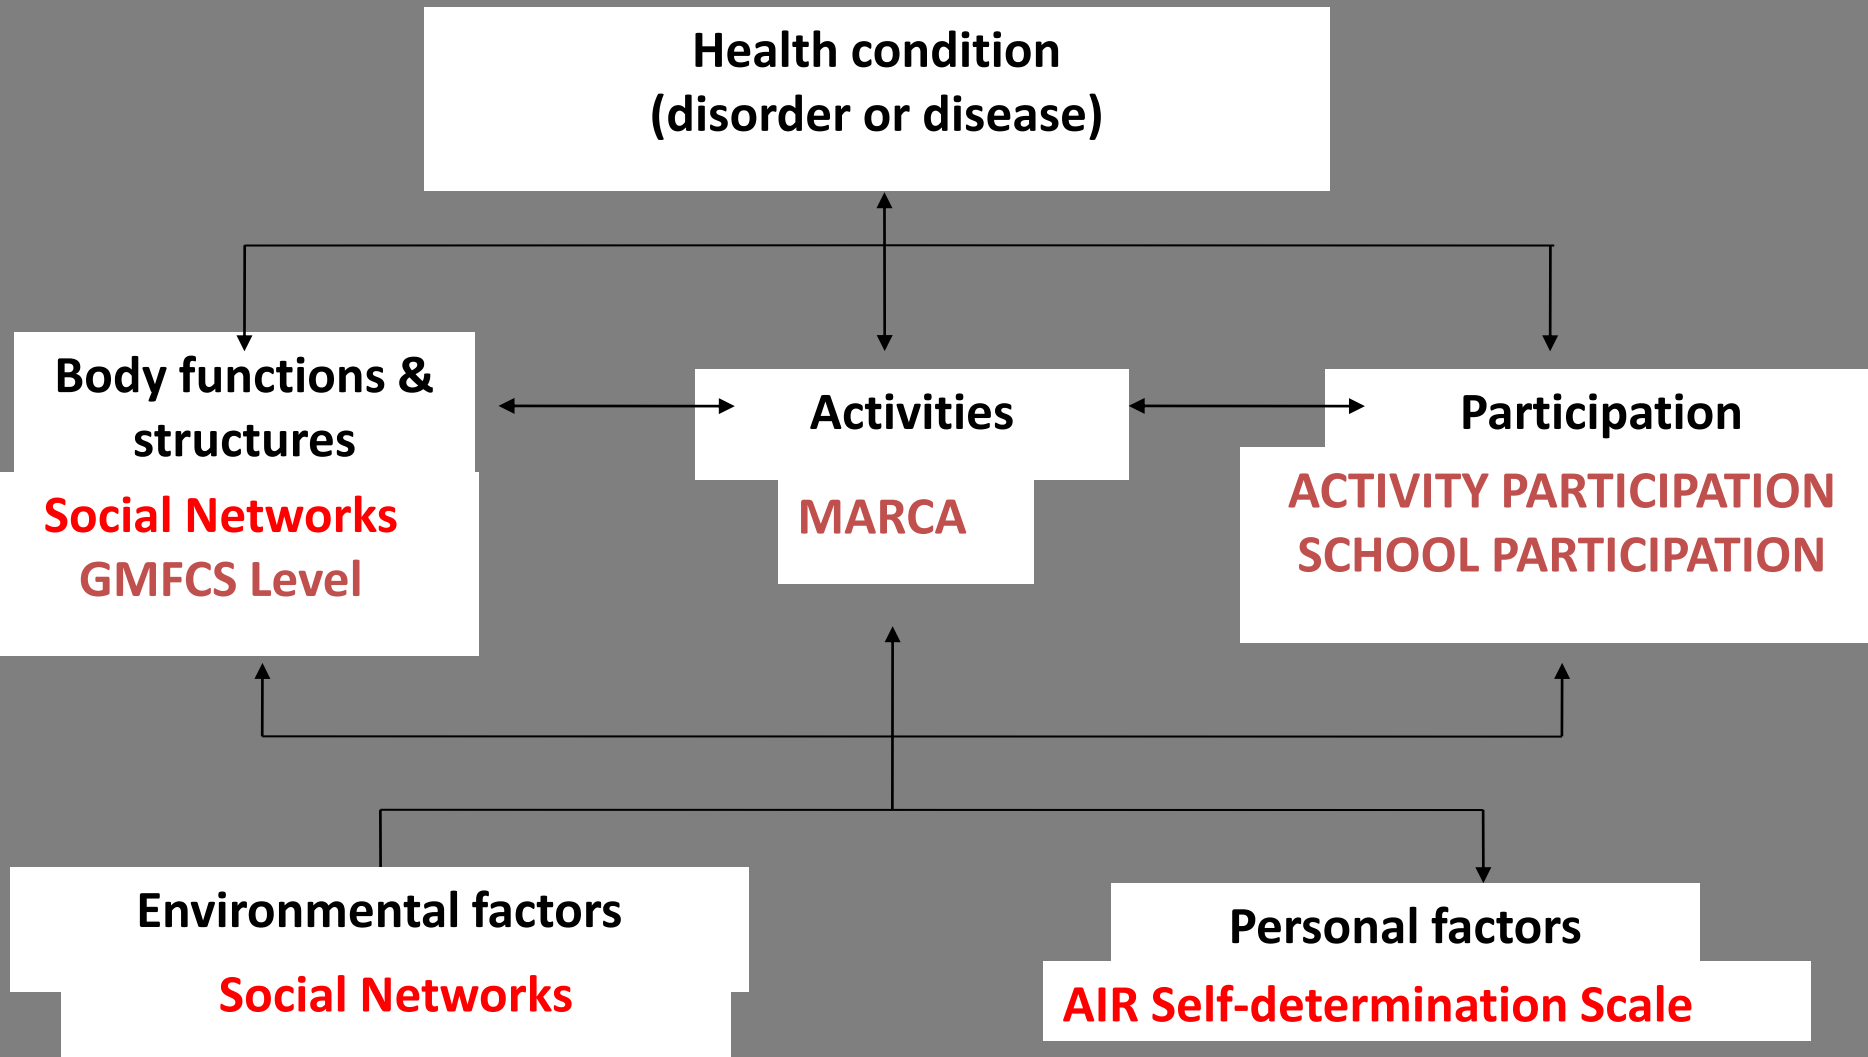 Health condition
(disorder or disease)
Body functions &
structures
Social Networks
GMFCS Level
Activities
MARCA
Participation
ACTIVITY PARTICIPATION
SCHOOL PARTICIPATION
Environmental factors
Social Networks
Personal factors
AIR Self-determination Scale